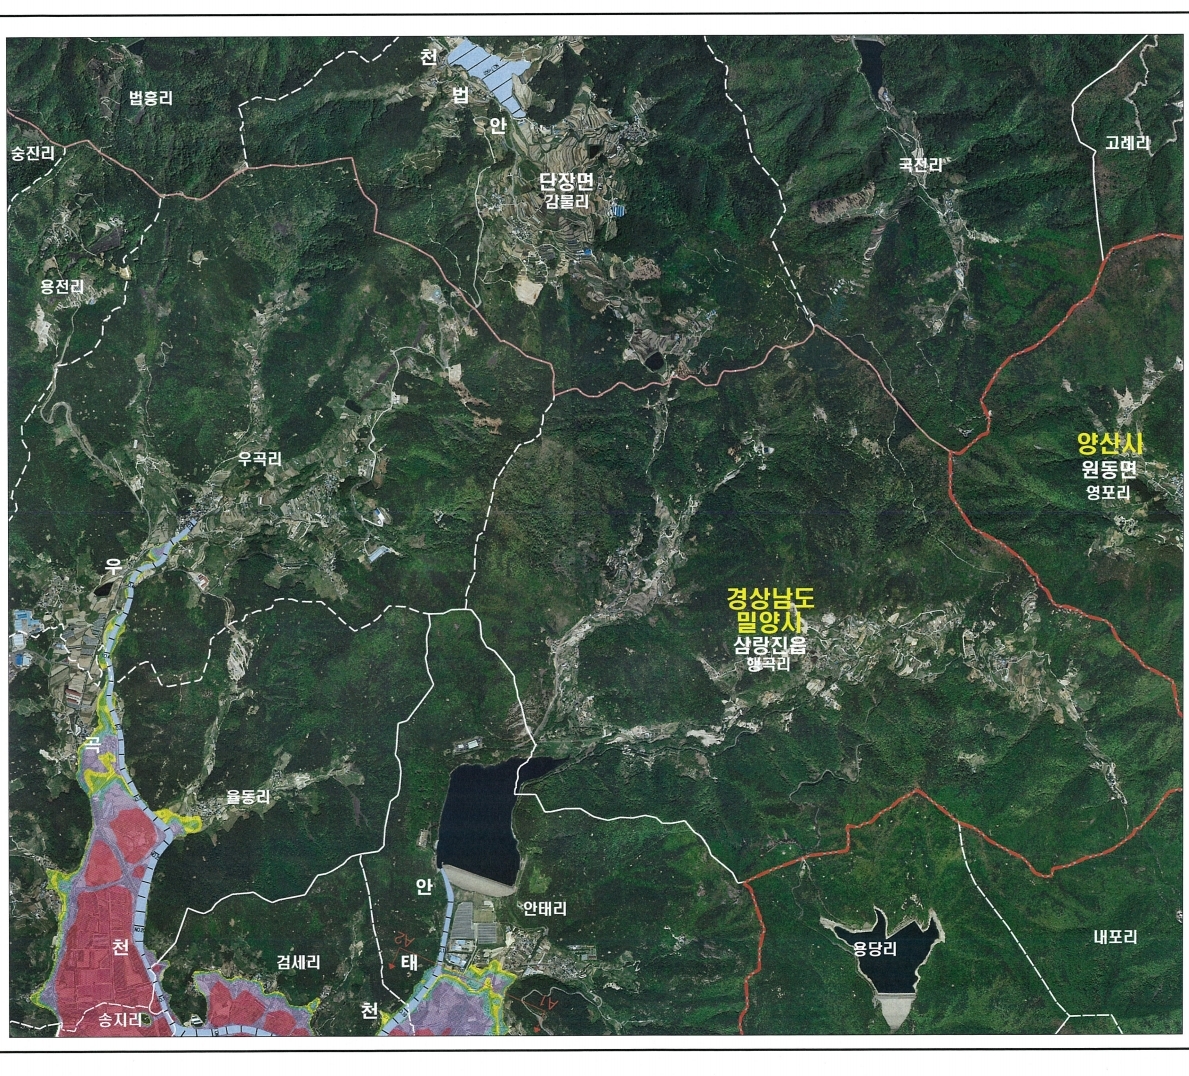 천
법흥리
법
안
숭진리
고례리
국전리
단장면
감물리
용전리
양산시
원동면
영포리
우곡리
우
경상남도
밀양시
삼랑진읍
행곡리
곡
율동리
안
안태리
천
용당리
내포리
검세리
태
A2
천
A1
송지리